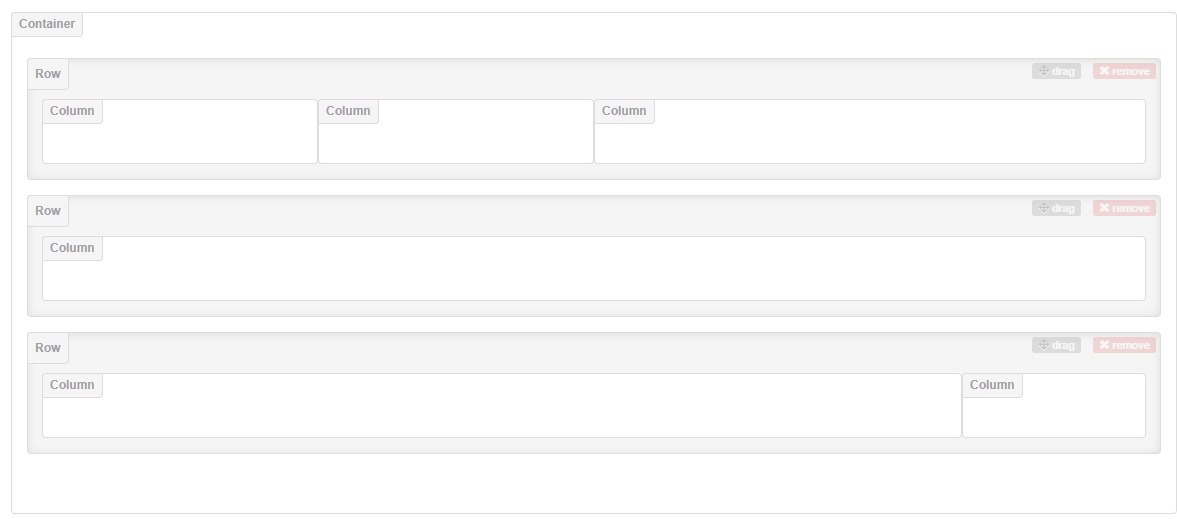 Container
Row drag remove
Column Column Column
Row drag remove
Column
Row drag remove
Column Column